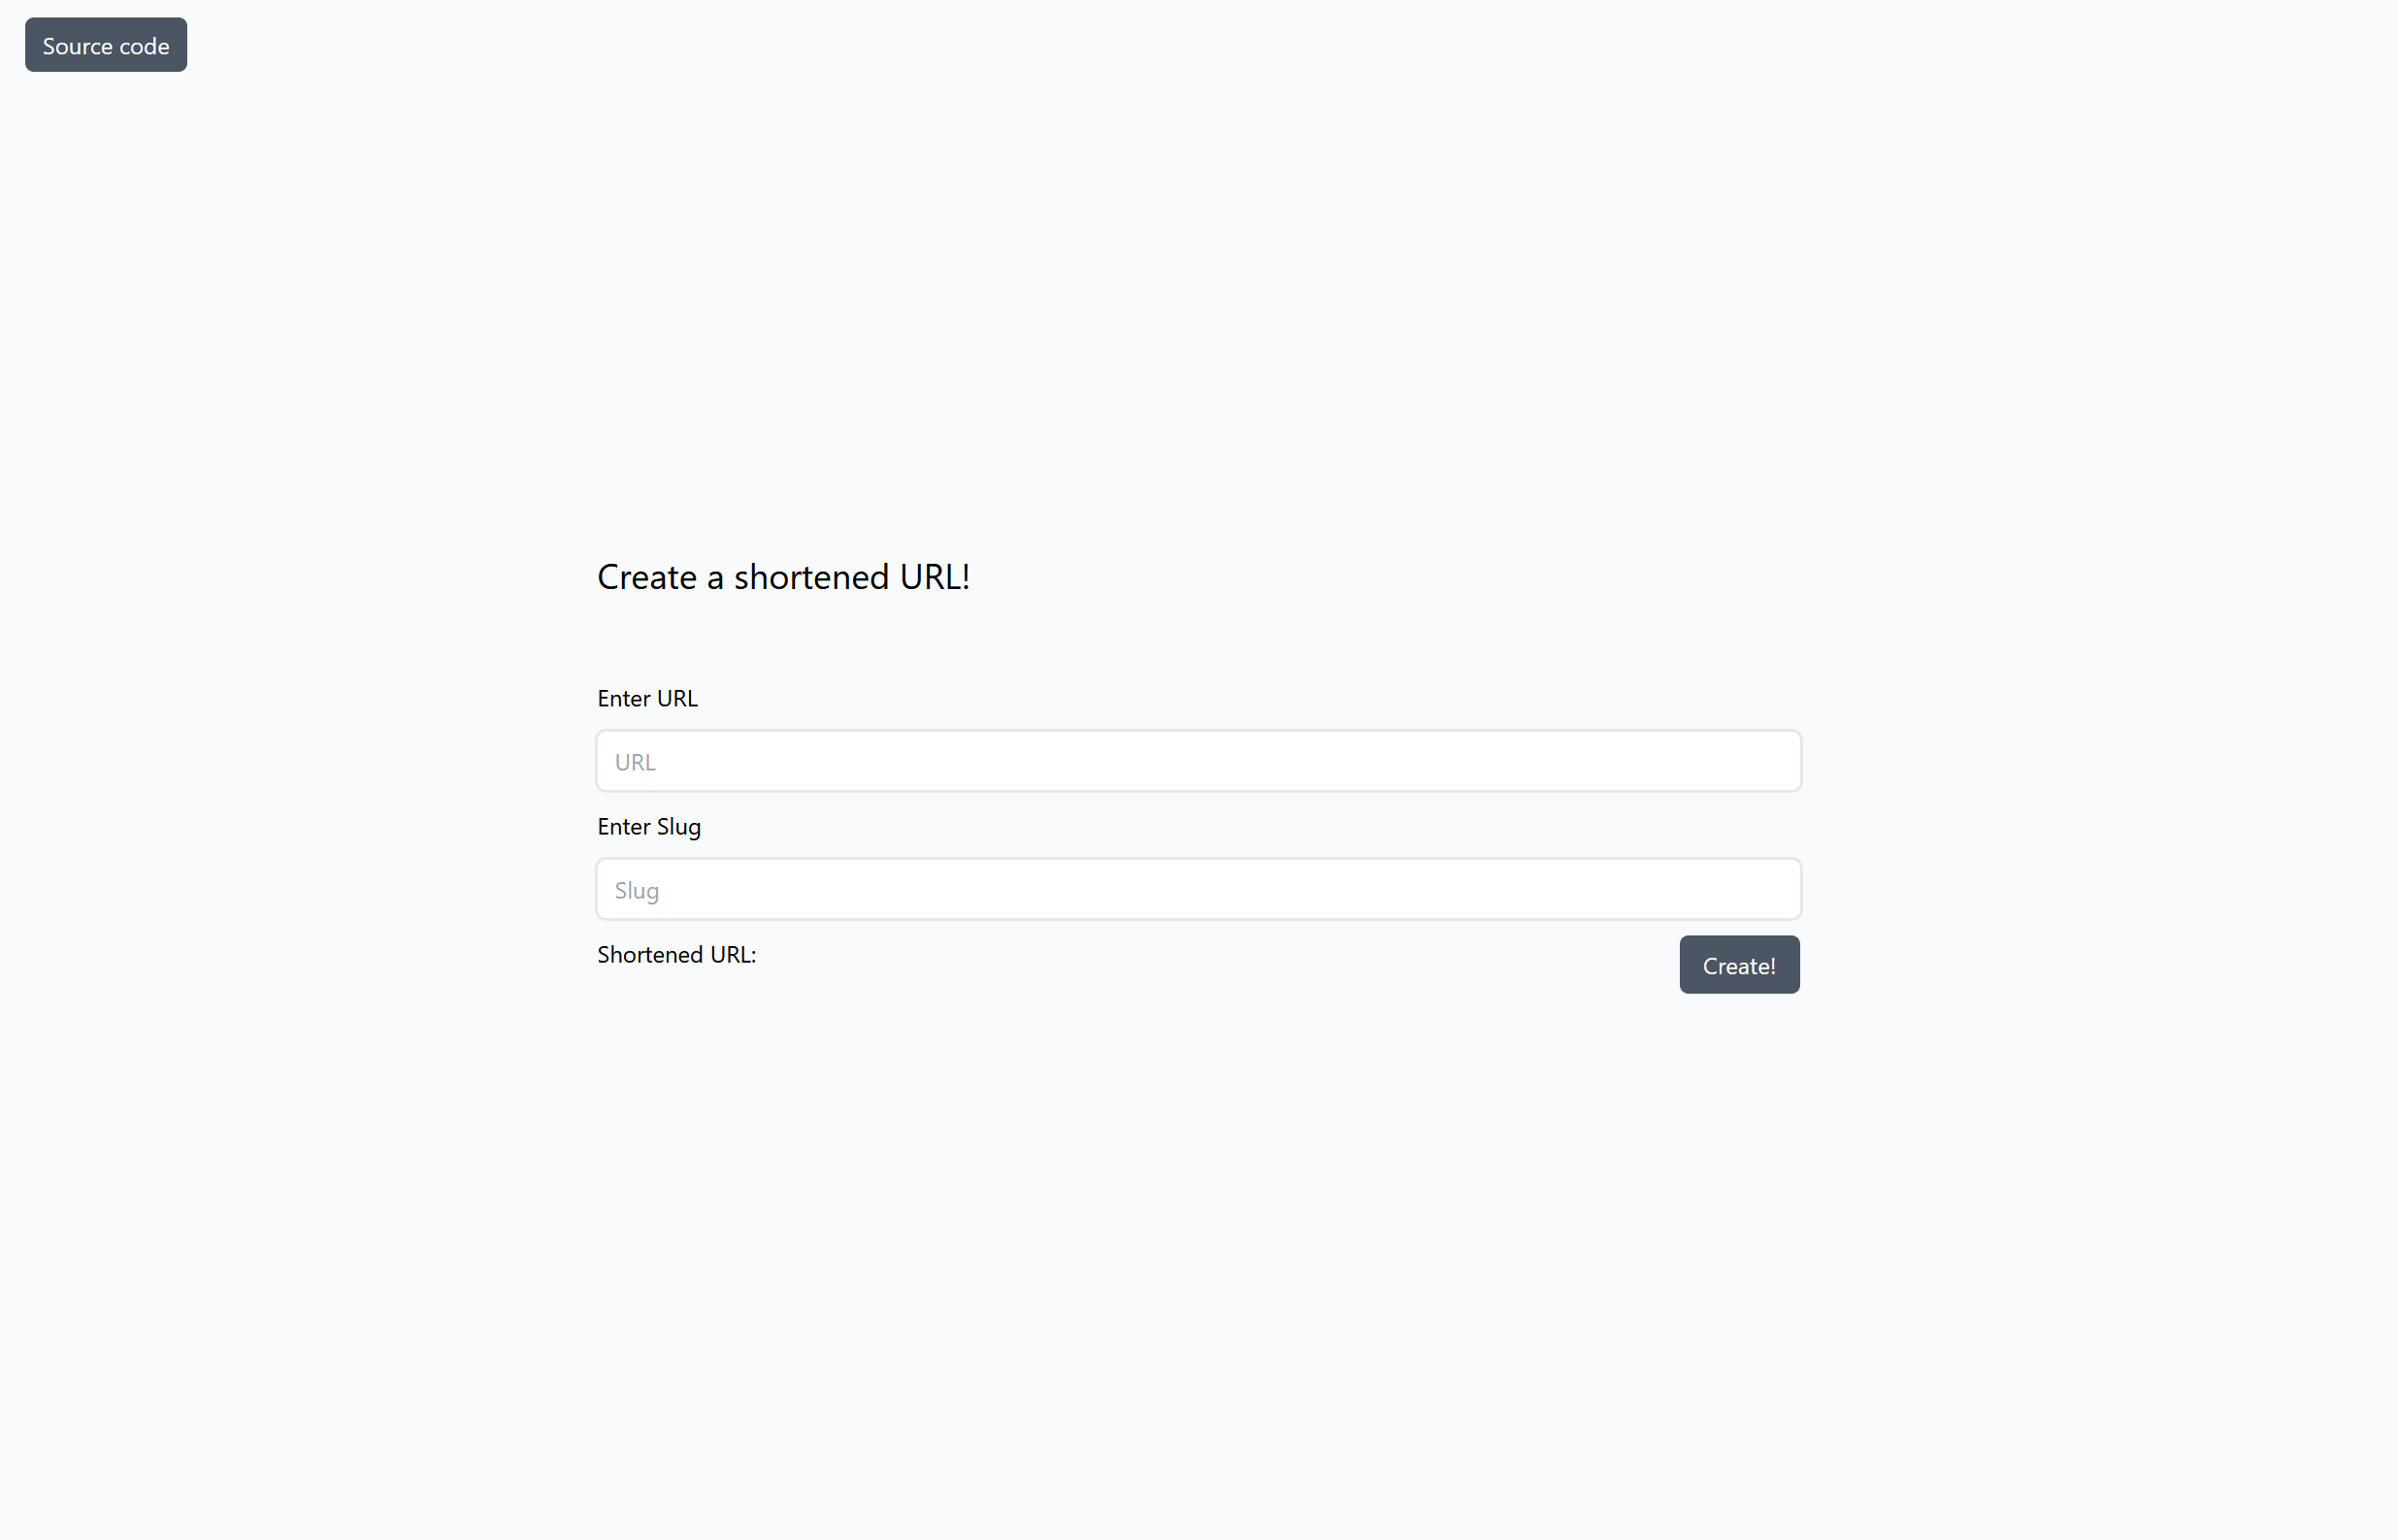 Source code
Create a shortened URL!
Enter URL
URL
Enter Slug
Slug
Shortened URL:
Create!